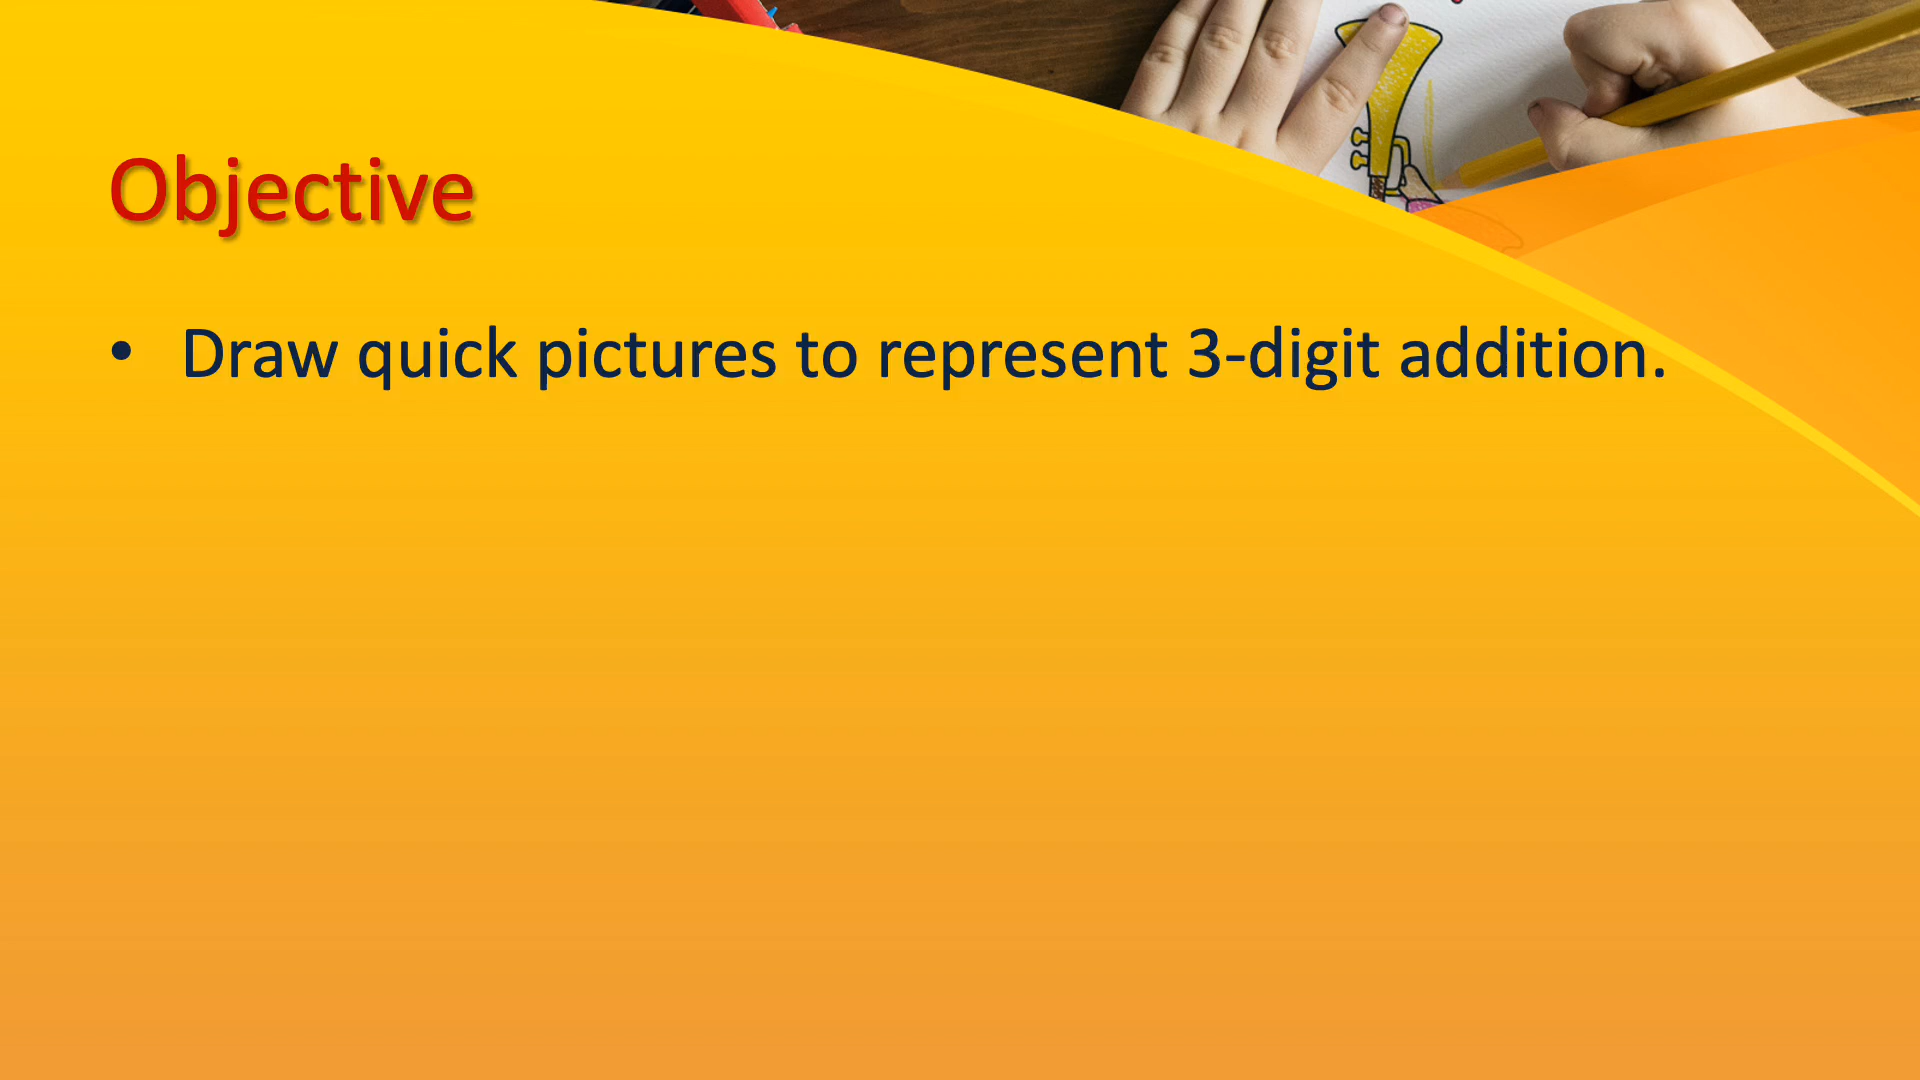 Objective
• Draw quick pictures to represent 3-digit addition.